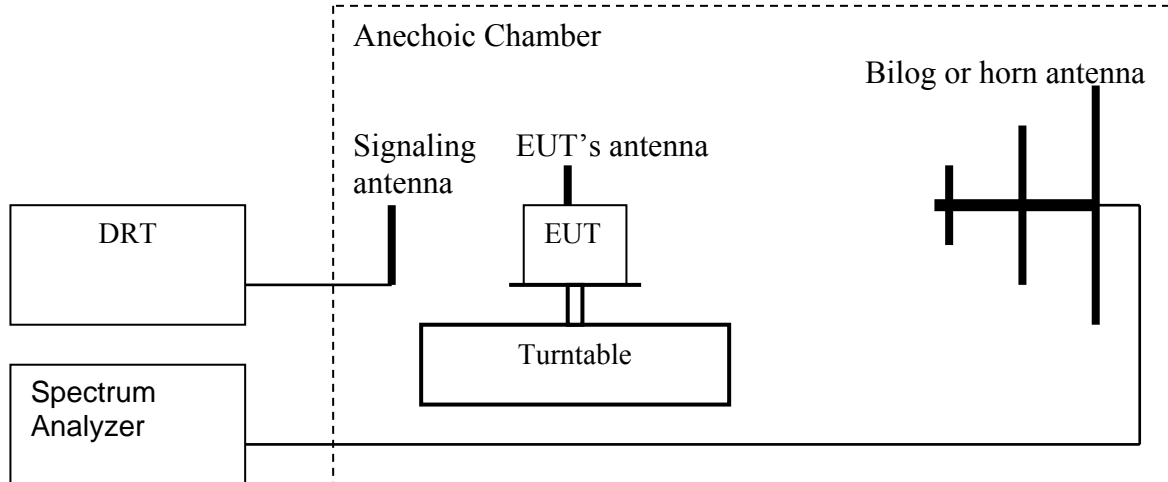 Anechoic Chamber
Bilog or horn antenna
Signaling
antenna
EUT’s antenna
DRT
EUT
Turntable
Spectrum
Analyzer